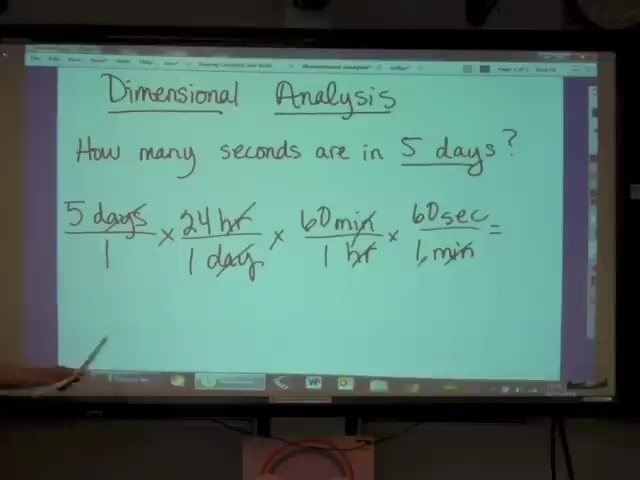 Dimensional Analysis
How many seconds are in 5 days?
5 days/1 × 24 hr/1 day × 60 min/1 hr × 60 sec/1 min =